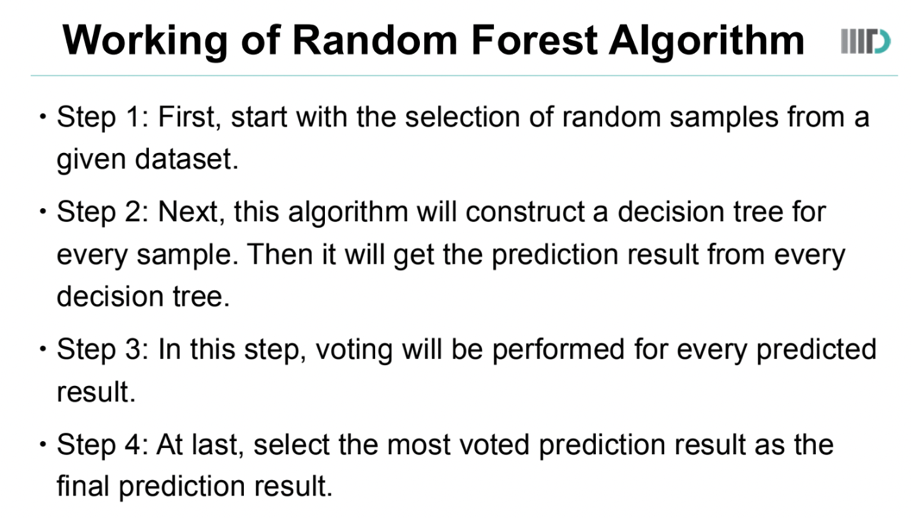 Working of Random Forest Algorithm
IIITD
• Step 1: First, start with the selection of random samples from a
given dataset.
• Step 2: Next, this algorithm will construct a decision tree for
every sample. Then it will get the prediction result from every
decision tree.
• Step 3: In this step, voting will be performed for every predicted
result.
• Step 4: At last, select the most voted prediction result as the
final prediction result.